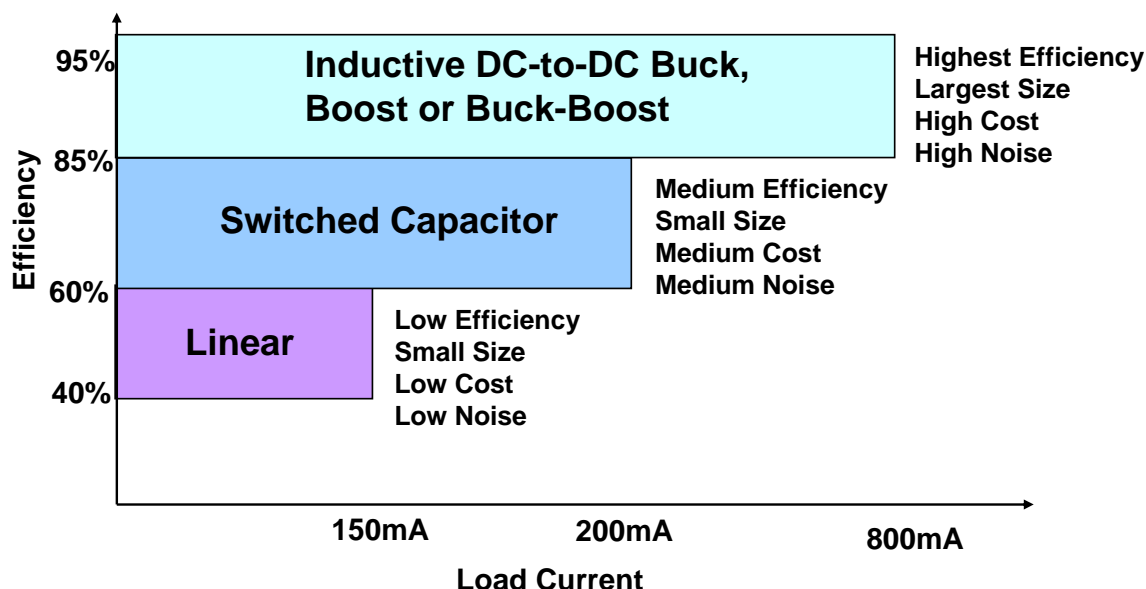 95%
Inductive DC-to-DC Buck,
Boost or Buck-Boost
Highest Efficiency
Largest Size
High Cost
High Noise
85%
Efficiency
Switched Capacitor
Medium Efficiency
Small Size
Medium Cost
Medium Noise
60%
Linear
Low Efficiency
Small Size
Low Cost
Low Noise
40%
150mA
200mA
800mA
Load Current